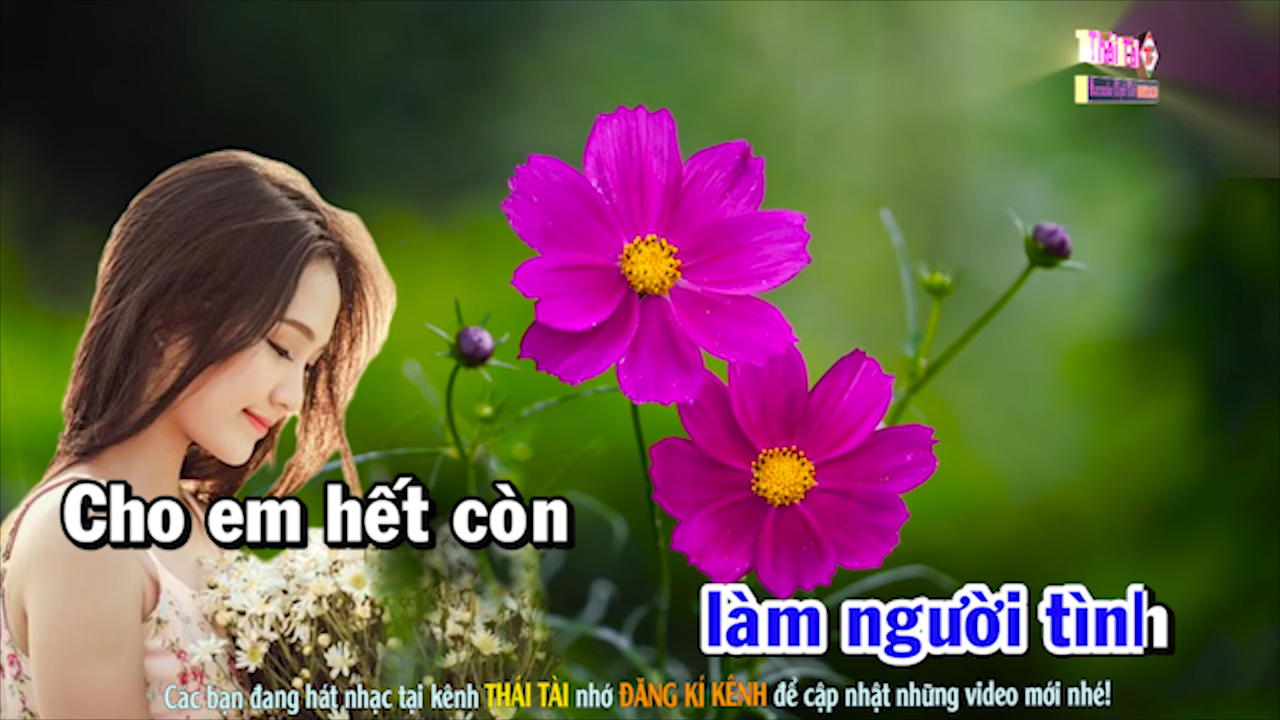 Thái Tài
Cho em hết còn
làm người tình
Các bạn đang hát nhạc tại kênh THÁI TÀI nhớ ĐĂNG KÍ KÊNH để cập nhật những video mới nhé!